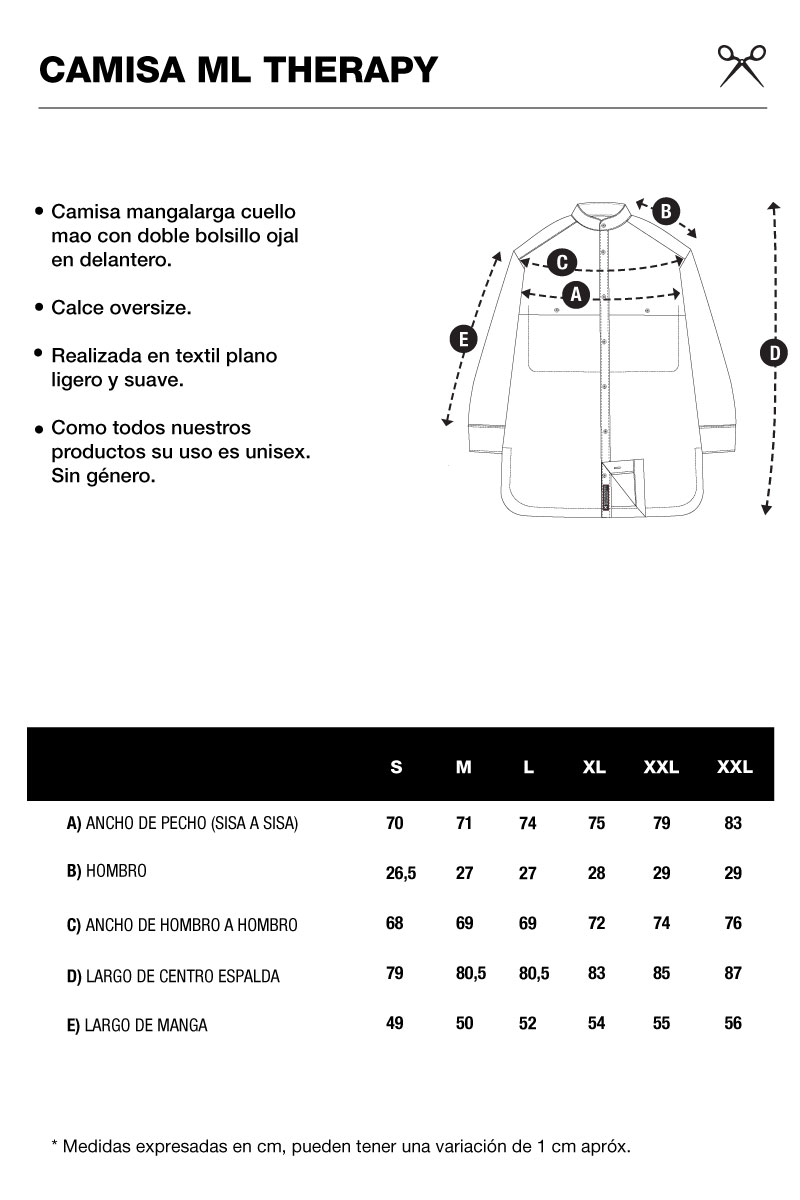 CAMISA ML THERAPY
• Camisa mangalarga cuello
mao con doble bolsillo ojal
en delantero.
• Calce oversize.
• Realizada en textil plano
ligero y suave.
• Como todos nuestros
productos su uso es unisex.
Sin género.
B
C
A
E
D
S M L XL XXL XXL
A) ANCHO DE PECHO (SISA A SISA) 70 71 74 75 79 83
B) HOMBRO 26,5 27 27 28 29 29
C) ANCHO DE HOMBRO A HOMBRO 68 69 69 72 74 76
D) LARGO DE CENTRO ESPALDA 79 80,5 80,5 83 85 87
E) LARGO DE MANGA 49 50 52 54 55 56
* Medidas expresadas en cm, pueden tener una variación de 1 cm apróx.